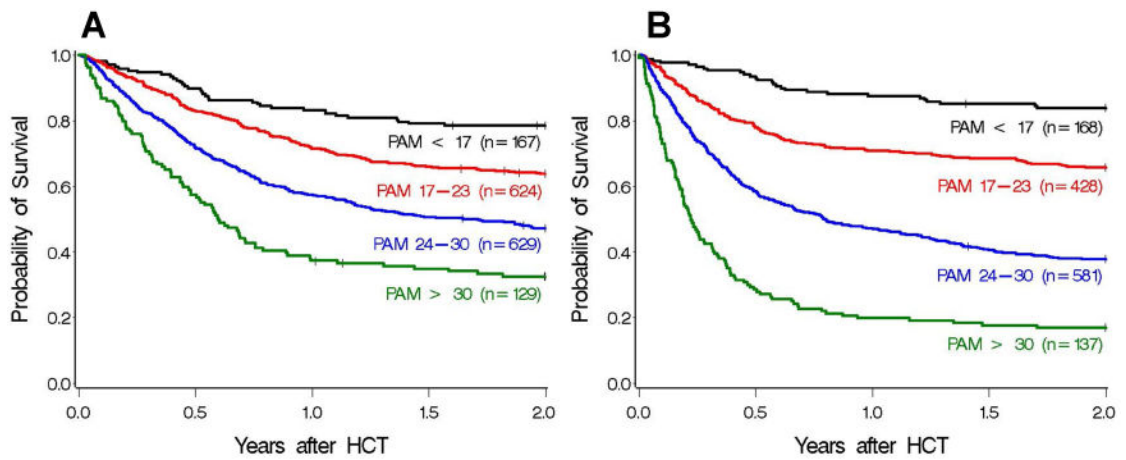 A
Probability of Survival
1.0
0.8
0.6
0.4
0.2
0.0
PAM < 17 (n=167)
PAM 17–23 (n=624)
PAM 24–30 (n=629)
PAM > 30 (n=129)
0.0 0.5 1.0 1.5 2.0
Years after HCT
B
Probability of Survival
1.0
0.8
0.6
0.4
0.2
0.0
PAM < 17 (n=168)
PAM 17–23 (n=428)
PAM 24–30 (n=581)
PAM > 30 (n=137)
0.0 0.5 1.0 1.5 2.0
Years after HCT